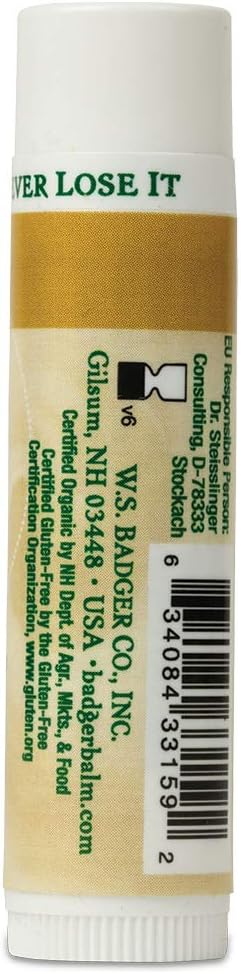 VER LOSE IT
EU Responsible Person:
Dr. Steisslinger
Consulting, D-78333
Stockach
v6
W.S. BADGER CO., INC.
Gilsum, NH 03448 • USA • badgerbalm.com
Certified Organic by NH Dept. of Agr., Mkts., & Food
Certified Gluten-Free by the Gluten-Free
Certification Organization, www.gluten.org
6 34084 33159 2